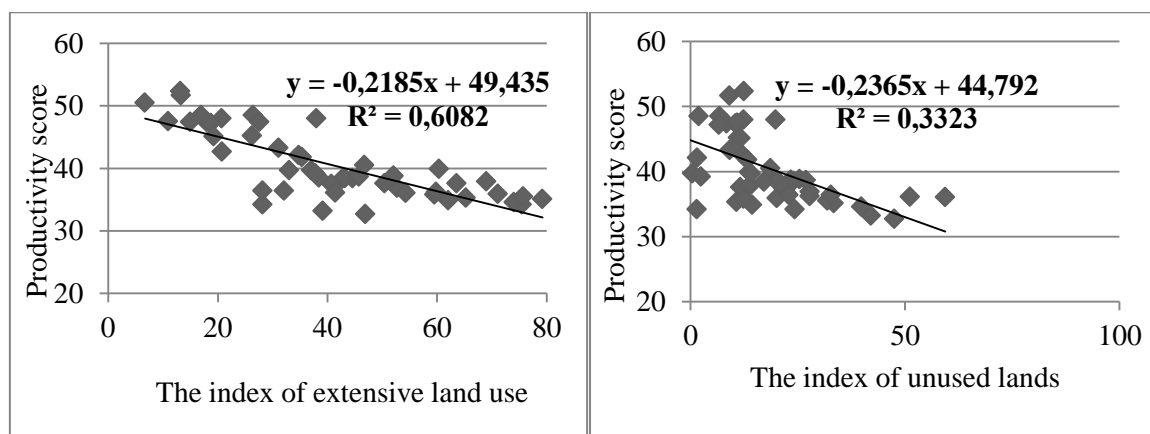 Productivity score
60
50
40
30
20
y = -0,2185x + 49,435
R² = 0,6082
0
20
40
60
80
The index of extensive land use
Productivity score
60
50
40
30
20
y = -0,2365x + 44,792
R² = 0,3323
0
50
100
The index of unused lands